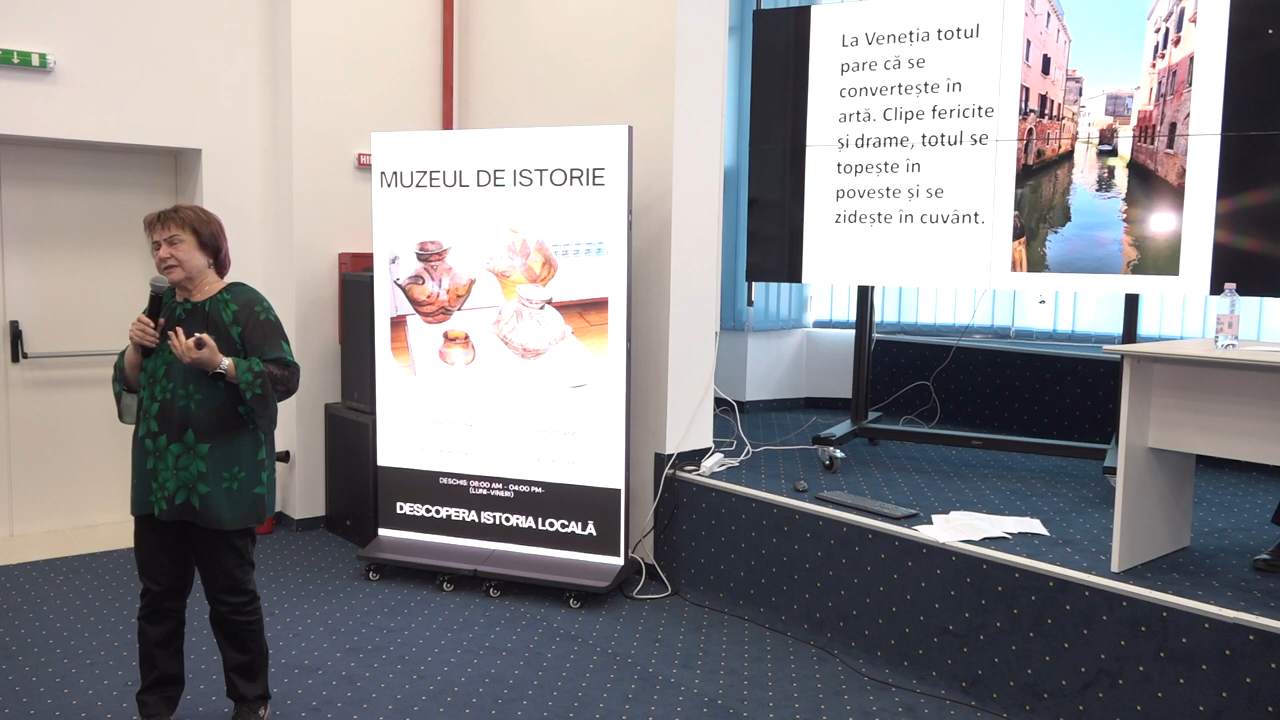 MUZEUL DE ISTORIE
DESCHIS: 08:00 AM - 04:00 PM-
(LUNI-VINERI)
DESCOPERA ISTORIA LOCALĂ
La Veneția totul
pare că se
convertește în
artă. Clipe fericite
și drame, totul se
topește în
poveste și se
zidește în cuvânt.